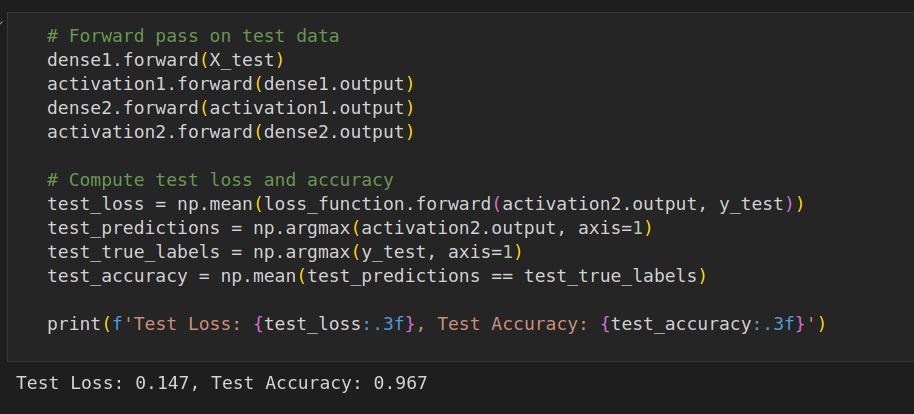 # Forward pass on test data
dense1.forward(X_test)
activation1.forward(dense1.output)
dense2.forward(activation1.output)
activation2.forward(dense2.output)
# Compute test loss and accuracy
test_loss = np.mean(loss_function.forward(activation2.output, y_test))
test_predictions = np.argmax(activation2.output, axis=1)
test_true_labels = np.argmax(y_test, axis=1)
test_accuracy = np.mean(test_predictions == test_true_labels)
print(f'Test Loss: {test_loss:.3f}, Test Accuracy: {test_accuracy:.3f}')
Test Loss: 0.147, Test Accuracy: 0.967